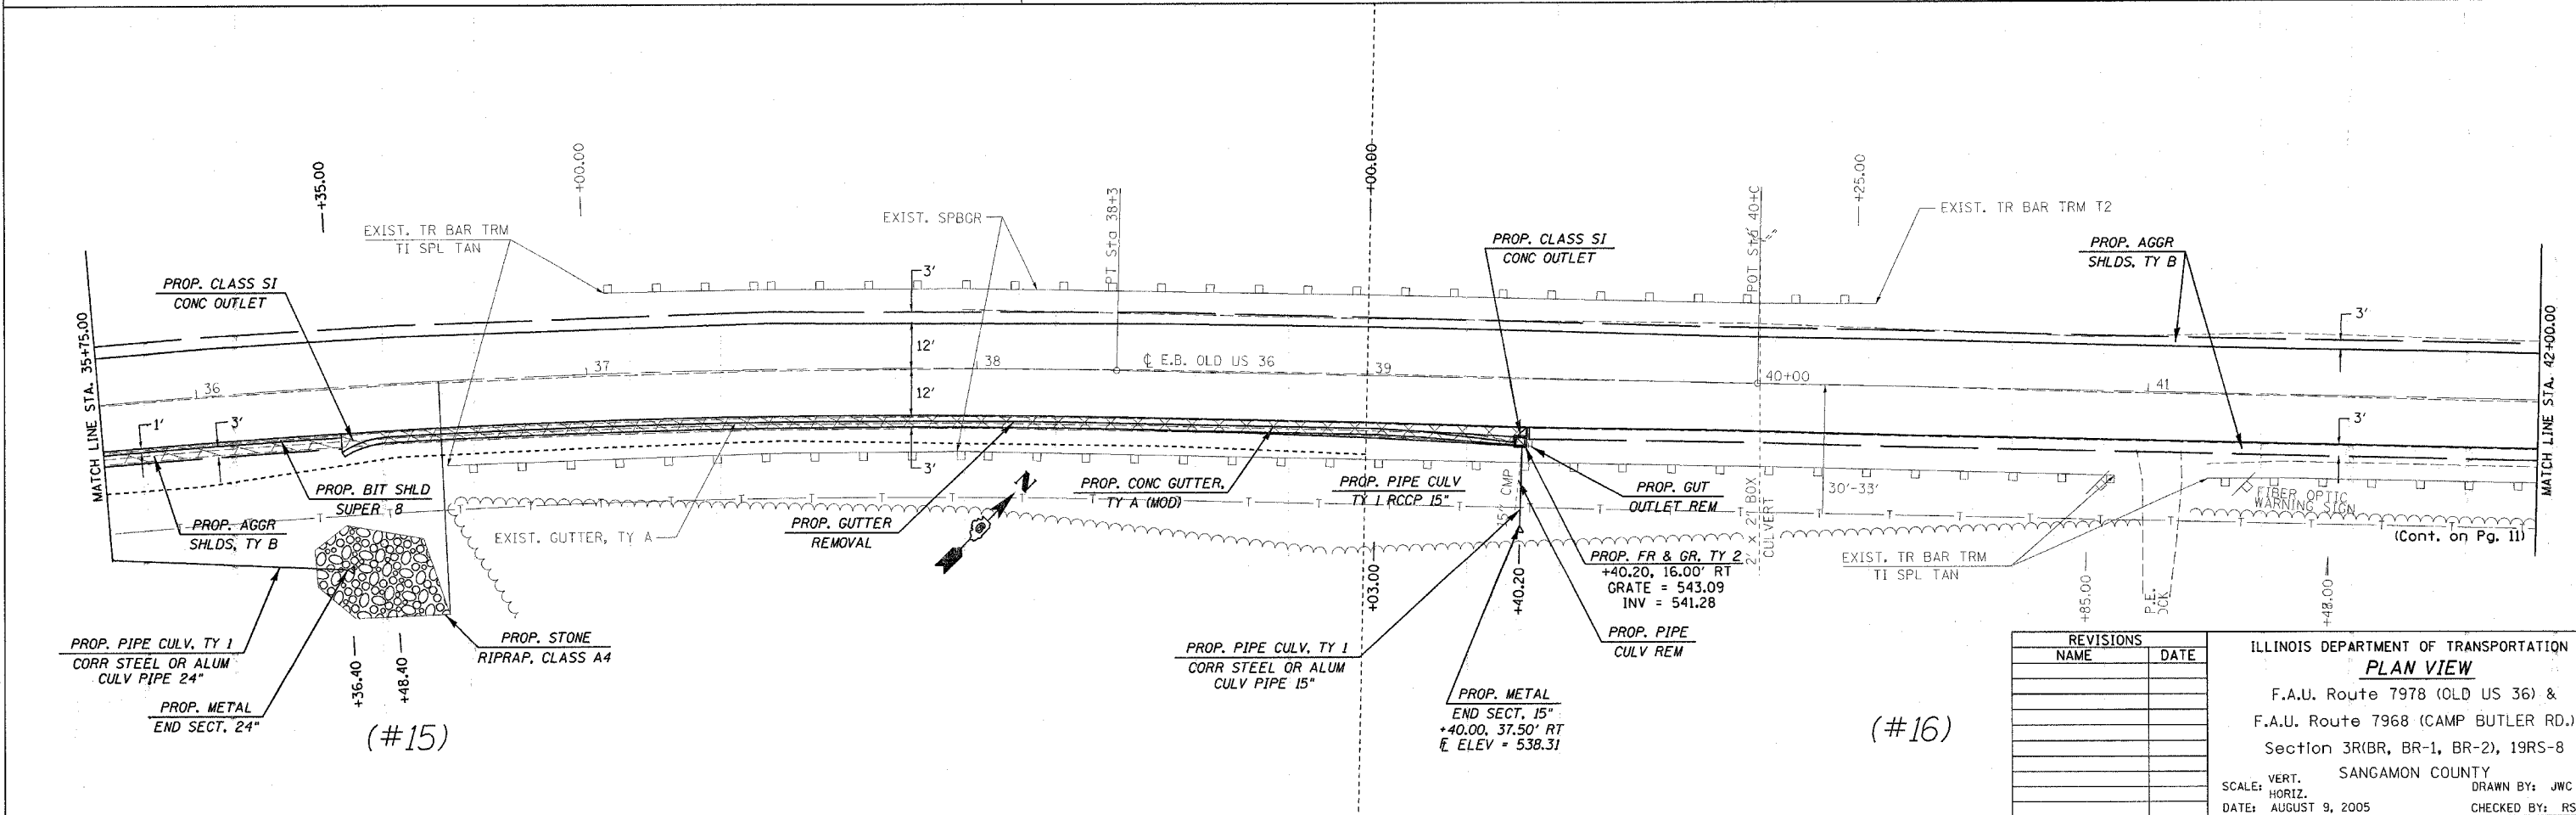 +35.00
+00.00
+00.00
+25.00
EXIST. TR BAR TRM
TI SPL TAN
EXIST. SPBGR
PT Sta 38+3
POT Sta 40+C
EXIST. TR BAR TRM T2
PROP. CLASS SI
CONC OUTLET
PROP. CLASS SI
CONC OUTLET
PROP. AGGR
SHLDS, TY B
MATCH LINE STA. 35+75.00
3'
12'
12'
3'
36
37
38
℄ E.B. OLD US 36
39
40+00
41
3'
3'
MATCH LINE STA. 42+00.00
1'
3'
PROP. BIT SHLD
SUPER 8
PROP. AGGR
SHLDS, TY B
EXIST. GUTTER, TY A
PROP. GUTTER
REMOVAL
N
PROP. CONC GUTTER,
TY A (MOD)
PROP. PIPE CULV
TY 1 RCCP 15"
15" CMP
PROP. GUT
OUTLET REM
2' X 2' BOX
CULVERT
30'-33'
FIBER OPTIC
WARNING SIGN
(Cont. on Pg. 11)
EXIST. TR BAR TRM
TI SPL TAN
PROP. FR & GR, TY 2
+40.20, 16.00' RT
GRATE = 543.09
INV = 541.28
+03.00
+40.20
+85.00
P.E.
+48.00
PROP. PIPE
CULV REM
PROP. STONE
RIPRAP, CLASS A4
PROP. PIPE CULV, TY 1
CORR STEEL OR ALUM
CULV PIPE 24"
PROP. METAL
END SECT, 24"
+36.40
+48.40
PROP. PIPE CULV, TY 1
CORR STEEL OR ALUM
CULV PIPE 15"
PROP. METAL
END SECT, 15"
+40.00, 37.50' RT
℄ ELEV = 538.31
(#15)
(#16)
REVISIONS
NAME DATE
ILLINOIS DEPARTMENT OF TRANSPORTATION
PLAN VIEW
F.A.U. Route 7978 (OLD US 36) &
F.A.U. Route 7968 (CAMP BUTLER RD.)
Section 3R(BR, BR-1, BR-2), 19RS-8
SANGAMON COUNTY
SCALE: VERT.
HORIZ.
DRAWN BY: JWC
DATE: AUGUST 9, 2005
CHECKED BY: RS